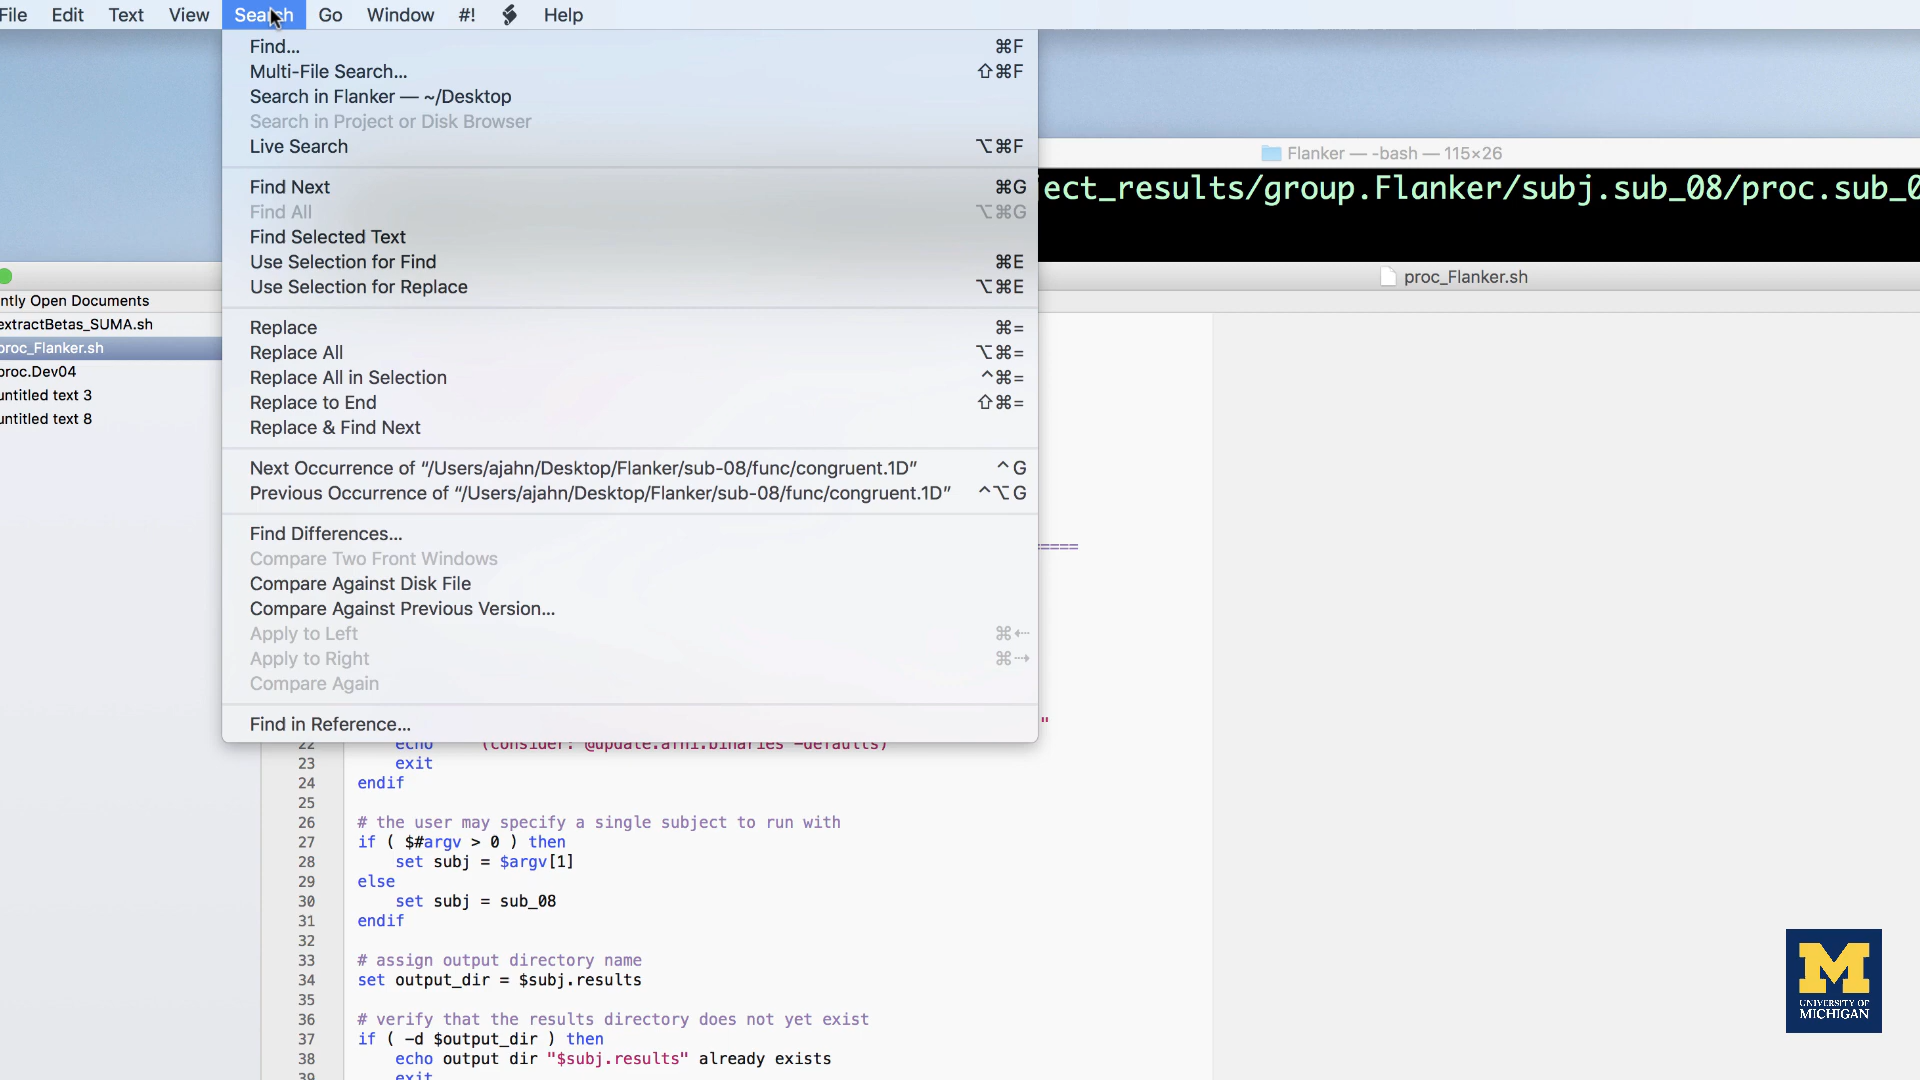 File Edit Text View Search Go Window #! Help
Find... ⌘F
Multi-File Search... ⇧⌘F
Search in Flanker — ~/Desktop
Search in Project or Disk Browser
Live Search ⌥⌘F
Flanker — -bash — 115×26
Find Next ⌘G
ect_results/group.Flanker/subj.sub_08/proc.sub_0
Find All ⌥⌘G
Find Selected Text
Use Selection for Find ⌘E
Use Selection for Replace ⌥⌘E
proc_Flanker.sh
ntly Open Documents
extractBetas_SUMA.sh
proc_Flanker.sh
proc.Dev04
untitled text 3
untitled text 8
Replace ⌘=
Replace All ⌥⌘=
Replace All in Selection ^⌘=
Replace to End ⇧⌘=
Replace & Find Next
Next Occurrence of “/Users/ajahn/Desktop/Flanker/sub-08/func/congruent.1D” ^G
Previous Occurrence of “/Users/ajahn/Desktop/Flanker/sub-08/func/congruent.1D” ^⌥G
Find Differences...
Compare Two Front Windows
=====
Compare Against Disk File
Compare Against Previous Version...
Apply to Left ⌘⇠
Apply to Right ⌘⇢
Compare Again
Find in Reference...
"
22 echo "(consider: @update.afni.binaries -defaults)
23 exit
24 endif
25
26 # the user may specify a single subject to run with
27 if ( $#argv > 0 ) then
28 set subj = $argv[1]
29 else
30 set subj = sub_08
31 endif
32
33 # assign output directory name
34 set output_dir = $subj.results
35
36 # verify that the results directory does not yet exist
37 if ( -d $output_dir ) then
38 echo output dir "$subj.results" already exists
39 exit
M
UNIVERSITY OF
MICHIGAN